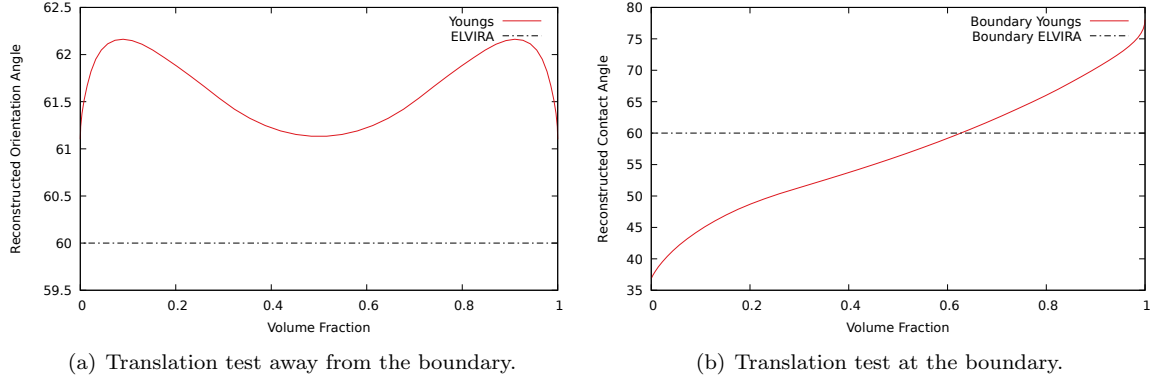 62.5
62
61.5
61
60.5
60
59.5
0
0.2
0.4
0.6
0.8
1
Reconstructed Orientation Angle
Volume Fraction
Youngs
ELVIRA
(a) Translation test away from the boundary.
80
75
70
65
60
55
50
45
40
35
0
0.2
0.4
0.6
0.8
1
Reconstructed Contact Angle
Volume Fraction
Boundary Youngs
Boundary ELVIRA
(b) Translation test at the boundary.